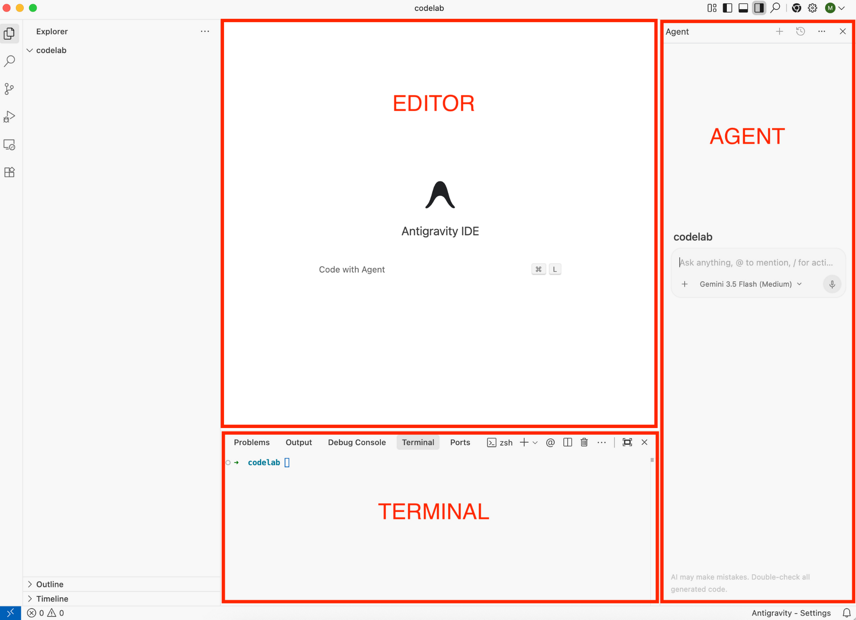 codelab
M
Explorer
codelab
EDITOR
Antigravity IDE
Code with Agent
⌘ L
Agent
AGENT
codelab
Ask anything, @ to mention, / for acti...
Gemini 3.5 Flash (Medium)
Problems Output Debug Console Terminal Ports zsh
codelab
TERMINAL
AI may make mistakes. Double-check all
generated code.
Outline
Timeline
0 0
Antigravity - Settings